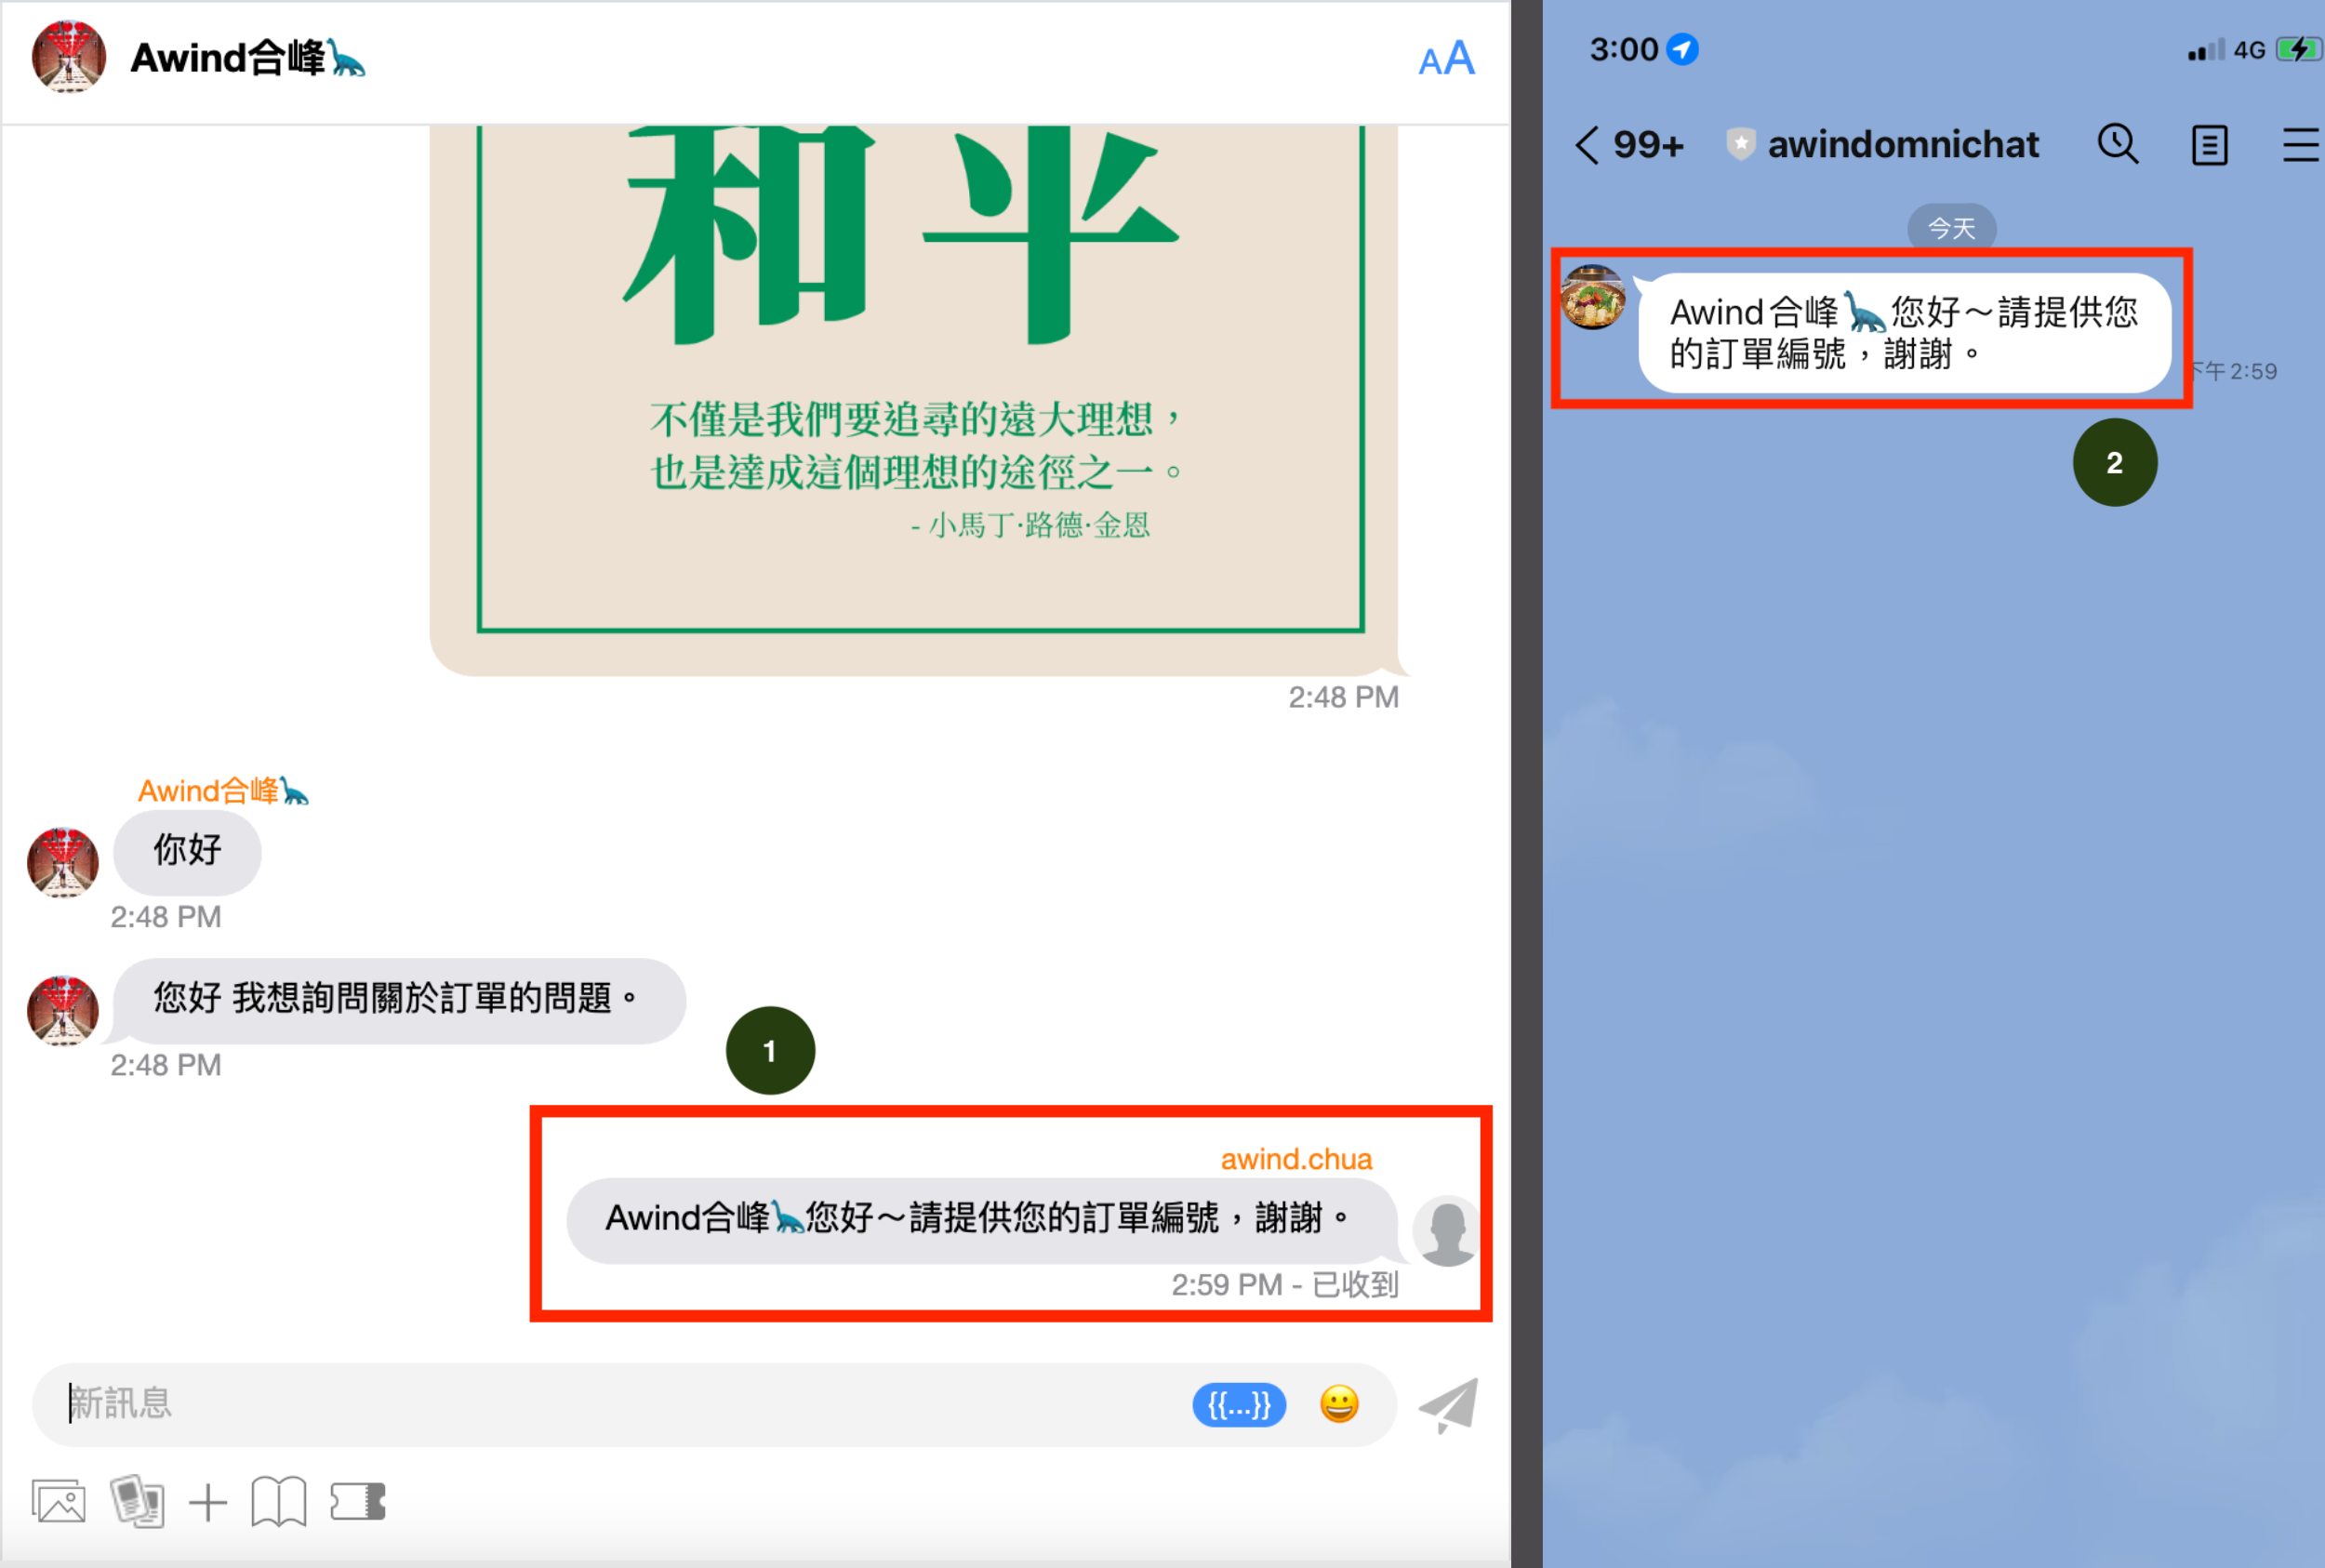 Awind合峰🦕
AA
和平
不僅是我們要追尋的遠大理想，
也是達成這個理想的途徑之一。
- 小馬丁·路德·金恩
2:48 PM
Awind合峰🦕
你好
2:48 PM
您好 我想詢問關於訂單的問題。
2:48 PM
1
awind.chua
Awind合峰🦕您好～請提供您的訂單編號，謝謝。
2:59 PM - 已收到
新訊息
{{...}}
3:00
4G
99+
awindomnichat
今天
Awind合峰🦕您好～請提供您
的訂單編號，謝謝。
下午 2:59
2